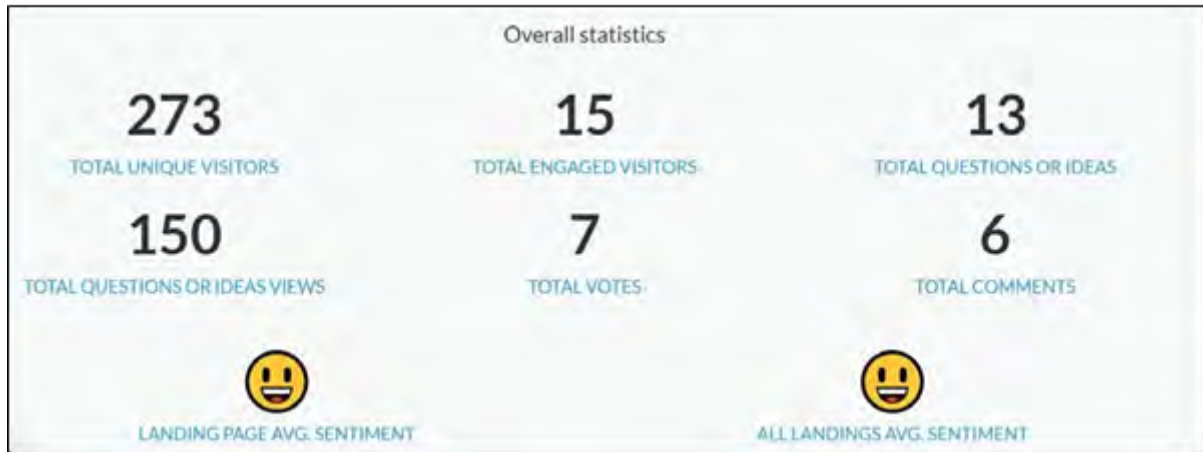 Overall statistics
273 15 13
TOTAL UNIQUE VISITORS TOTAL ENGAGED VISITORS TOTAL QUESTIONS OR IDEAS
150 7 6
TOTAL QUESTIONS OR IDEAS VIEWS TOTAL VOTES TOTAL COMMENTS
LANDING PAGE AVG. SENTIMENT ALL LANDINGS AVG. SENTIMENT